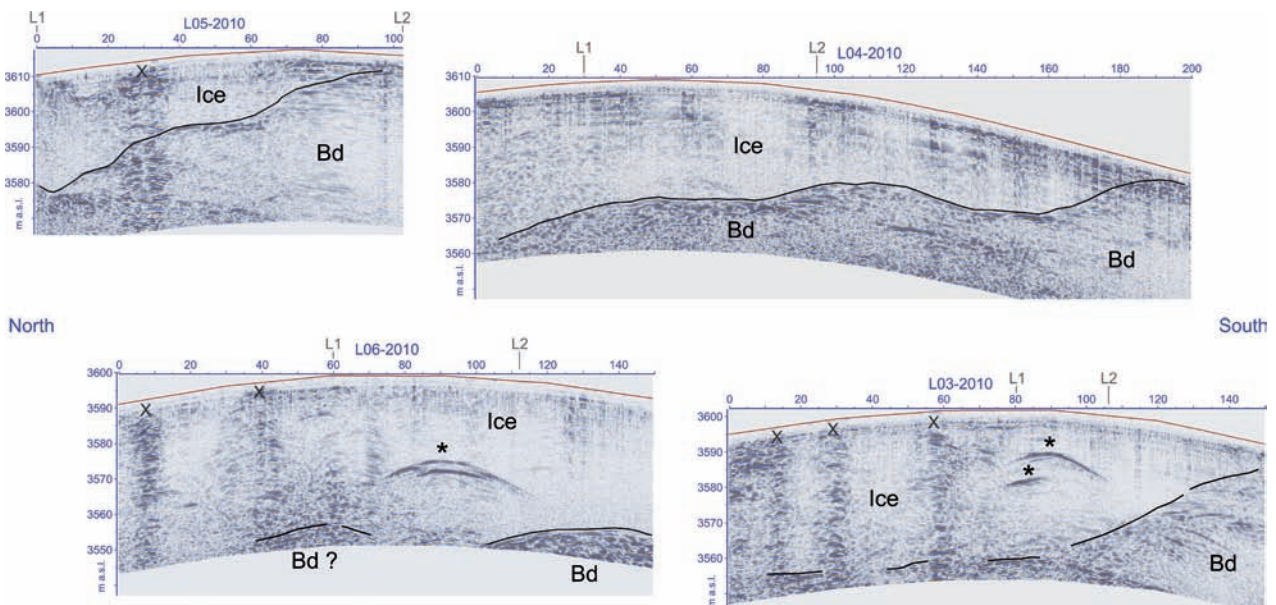 L1 L2
L05-2010
0 20 40 60 80 100
X
3610
3600
3590
3580
m a.s.l.
Ice
Bd
L1 L2
L04-2010
0 20 40 60 80 100 120 140 160 180 200
3610
3600
3590
3580
3570
3560
m a.s.l.
Ice
Bd
Bd
North
South
L1 L2
L06-2010
0 20 40 60 80 100 120 140
3600
3590
3580
3570
3560
3550
m a.s.l.
X X
Ice
*
Bd ?
Bd
L1 L2
L03-2010
0 20 40 60 80 100 120 140
3600
3590
3580
3570
3560
m a.s.l.
X X X
*
*
Ice
Bd